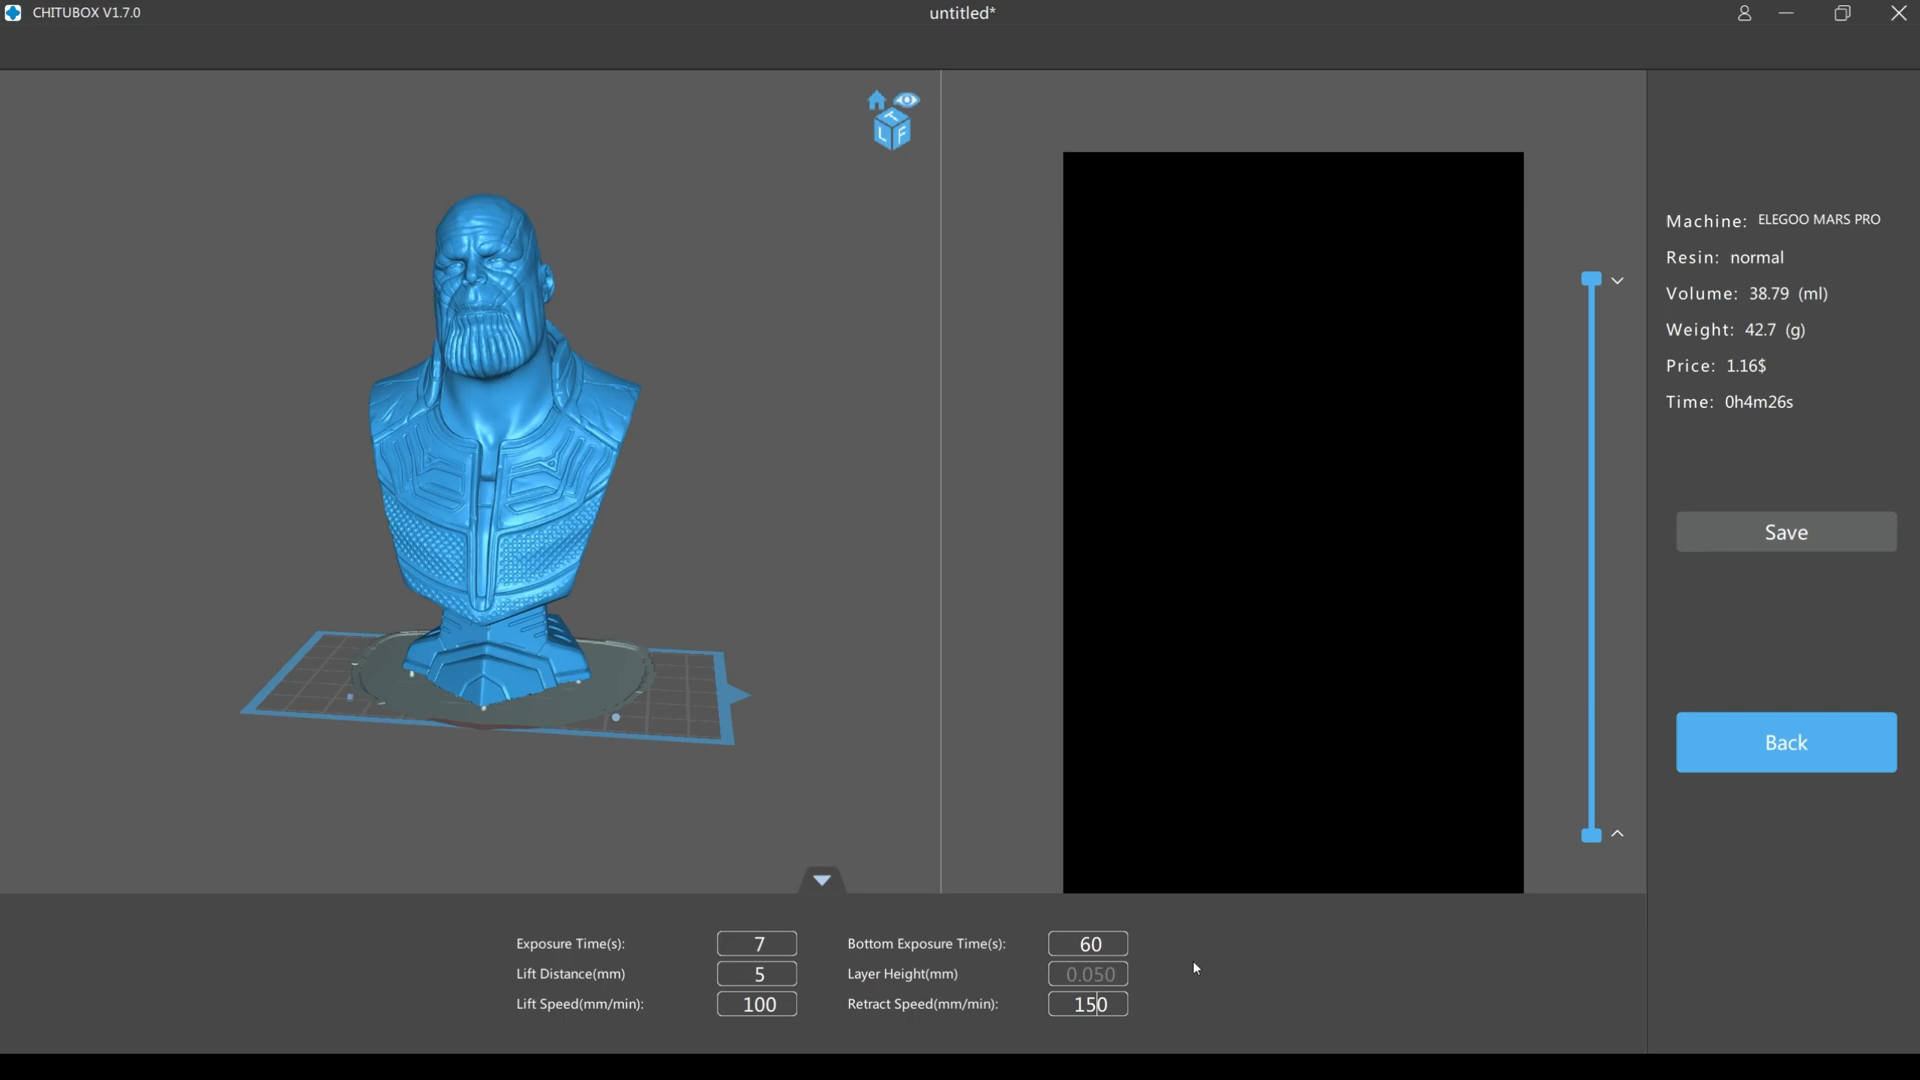 CHITUBOX V1.7.0
untitled*
T
L F
Machine: ELEGOO MARS PRO
Resin: normal
Volume: 38.79 (ml)
Weight: 42.7 (g)
Price: 1.16$
Time: 0h4m26s
Save
Back
Exposure Time(s): 7 Bottom Exposure Time(s): 60
Lift Distance(mm) 5 Layer Height(mm) 0.050
Lift Speed(mm/min): 100 Retract Speed(mm/min): 150